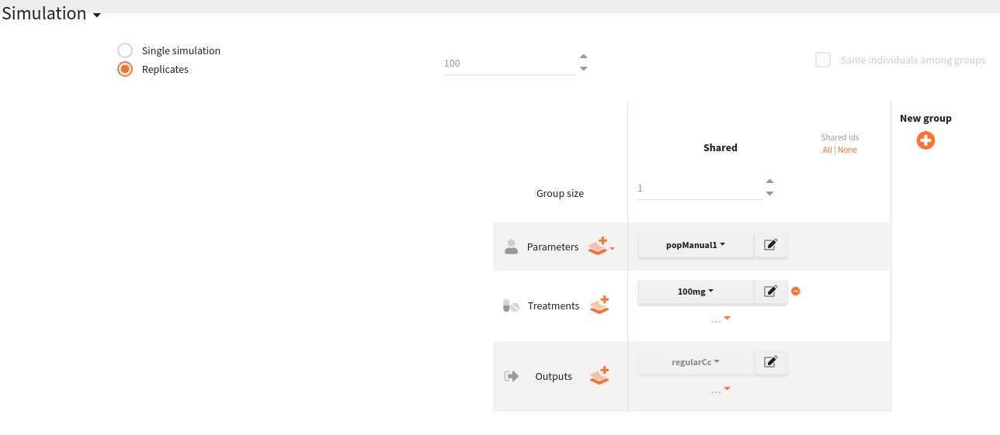 Simulation
Single simulation
Replicates
100
Same individuals among groups
New group
Shared
Shared ids
All | None
Group size
1
Parameters
popManual1
Treatments
100mg
...
Outputs
regularCc
...